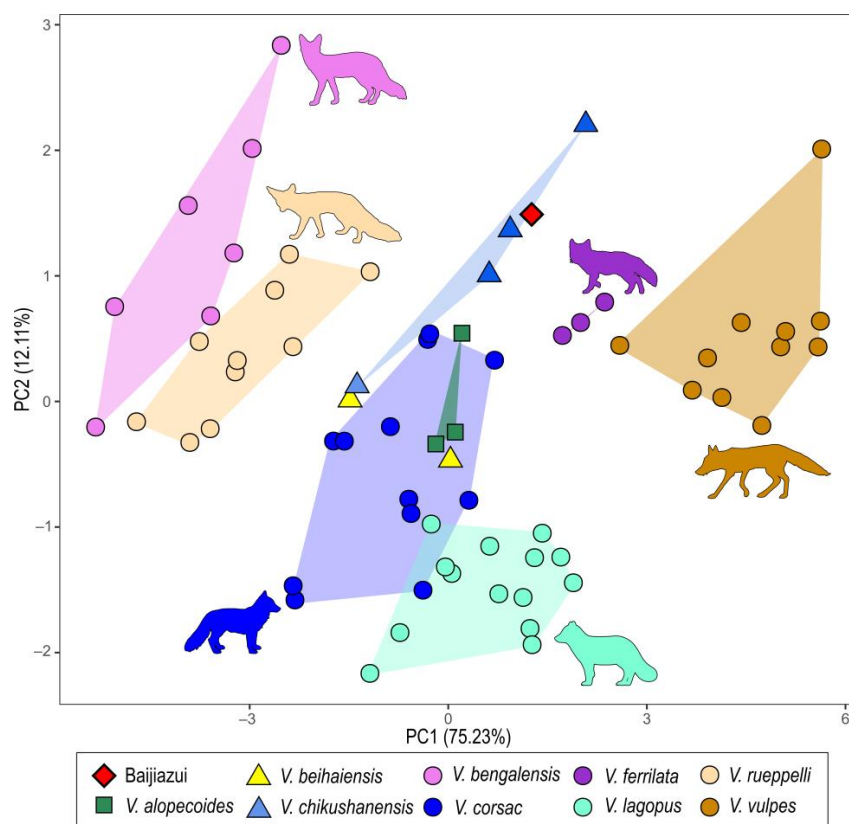 3
2
1
0
−1
−2
PC2 (12.11%)
−3
0
3
6
PC1 (75.23%)
Baijiazui
V. beihaiensis
V. bengalensis
V. ferrilata
V. rueppelli
V. alopecoides
V. chikushanensis
V. corsac
V. lagopus
V. vulpes